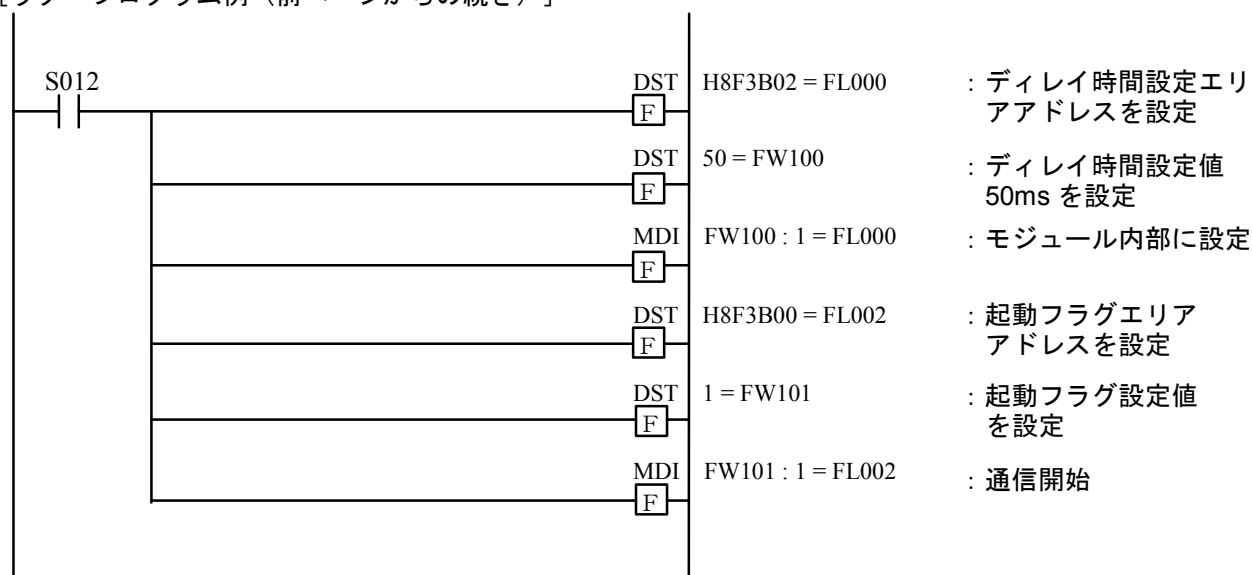 S012
DST H8F3B02 = FL000 : ディレイ時間設定エリ
F アアドレスを設定
DST 50 = FW100 : ディレイ時間設定値
F 50ms を設定
MDI FW100 : 1 = FL000 : モジュール内部に設定
F
DST H8F3B00 = FL002 : 起動フラグエリア
F アドレスを設定
DST 1 = FW101 : 起動フラグ設定値
F を設定
MDI FW101 : 1 = FL002 : 通信開始
F